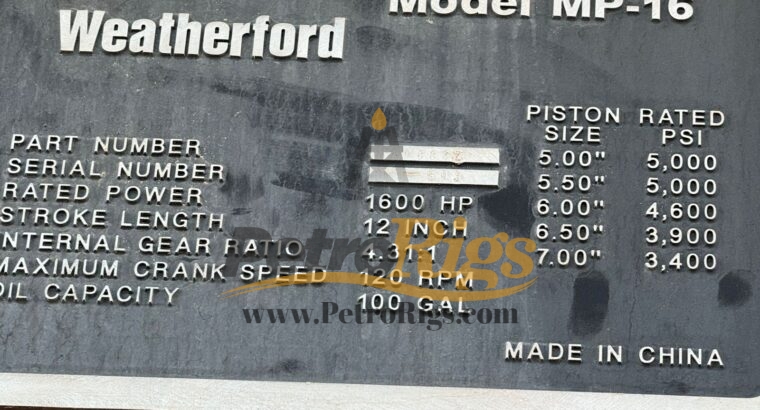 Model MP-16
Weatherford
PISTON SIZE RATED PSI
5.00" 5,000
5.50" 5,000
6.00" 4,600
6.50" 3,900
7.00" 3,400
PART NUMBER
SERIAL NUMBER
RATED POWER 1600 HP
STROKE LENGTH 12 INCH
INTERNAL GEAR RATIO 4.31:1
MAXIMUM CRANK SPEED 120 RPM
OIL CAPACITY 100 GAL
PetroRigs
www.PetroRigs.com
MADE IN CHINA